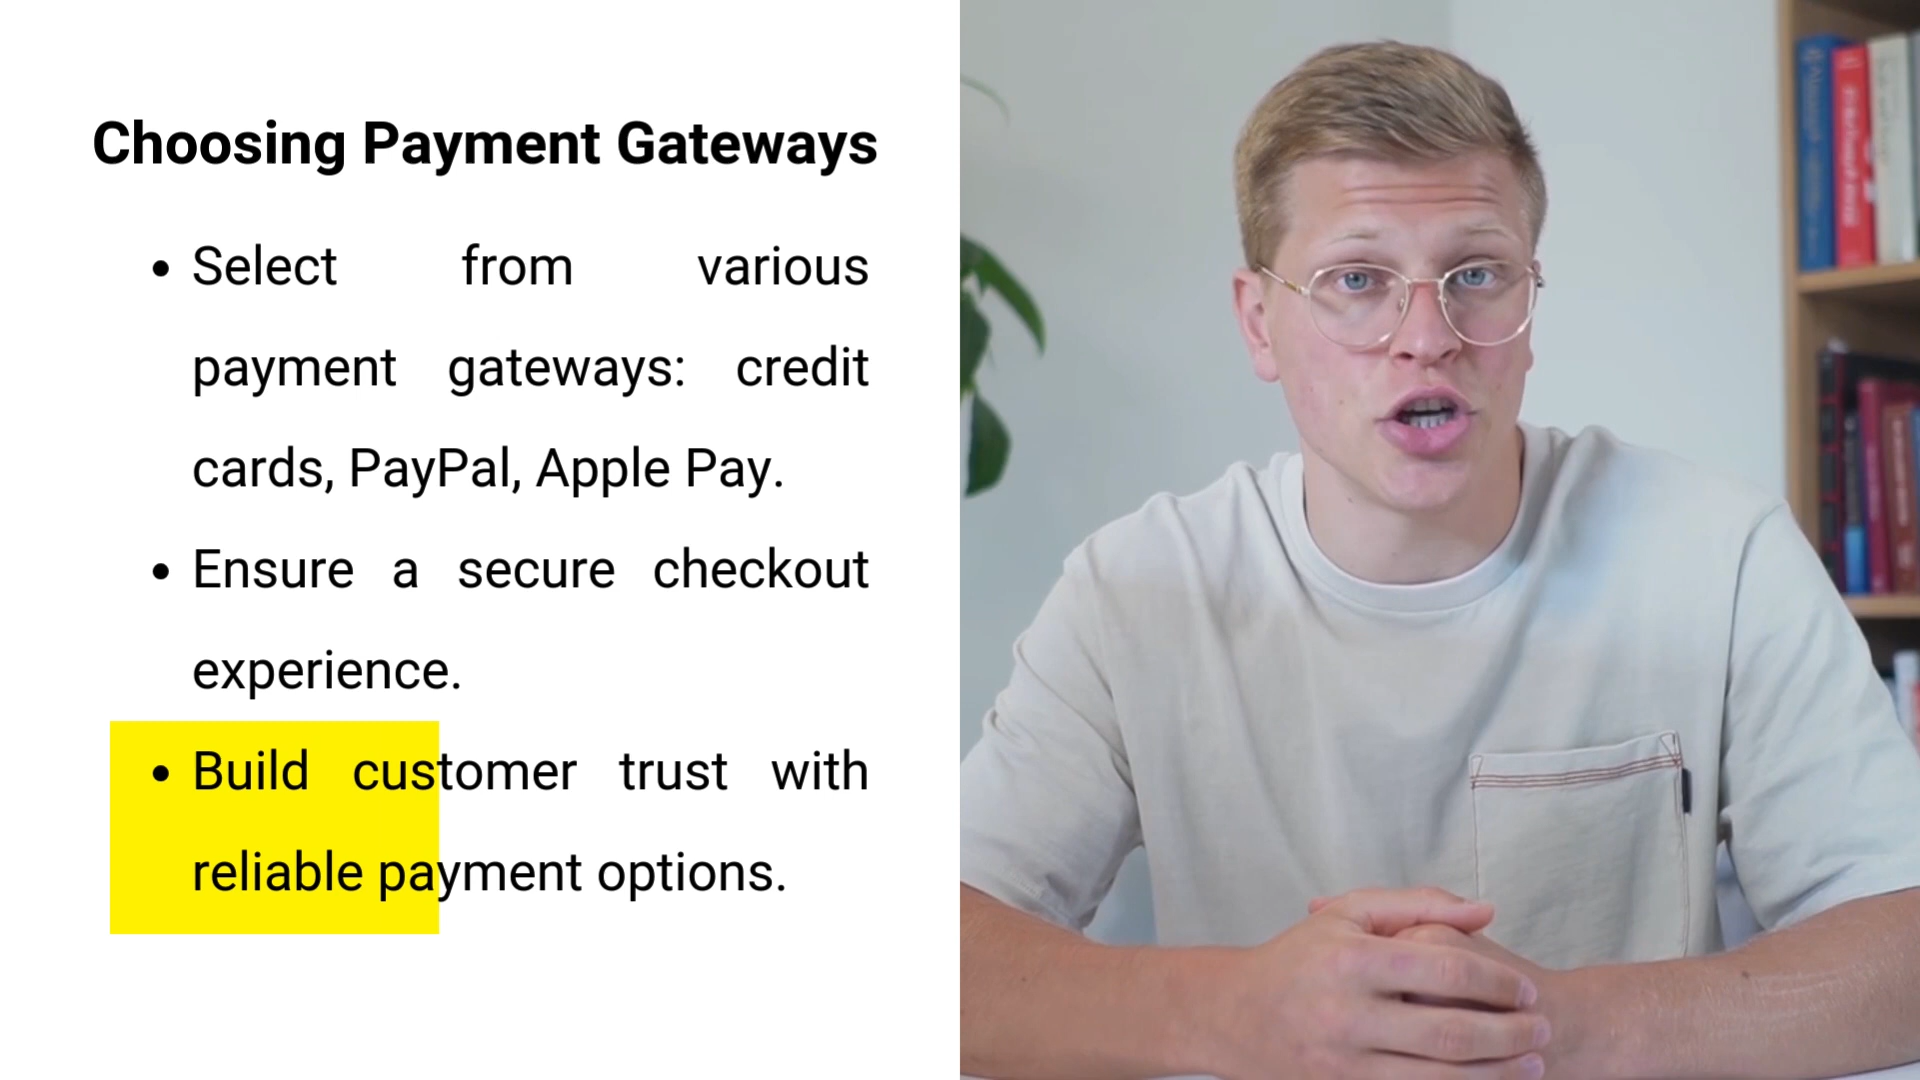 Choosing Payment Gateways
• Select from various
payment gateways: credit
cards, PayPal, Apple Pay.
• Ensure a secure checkout
experience.
• Build customer trust with
reliable payment options.